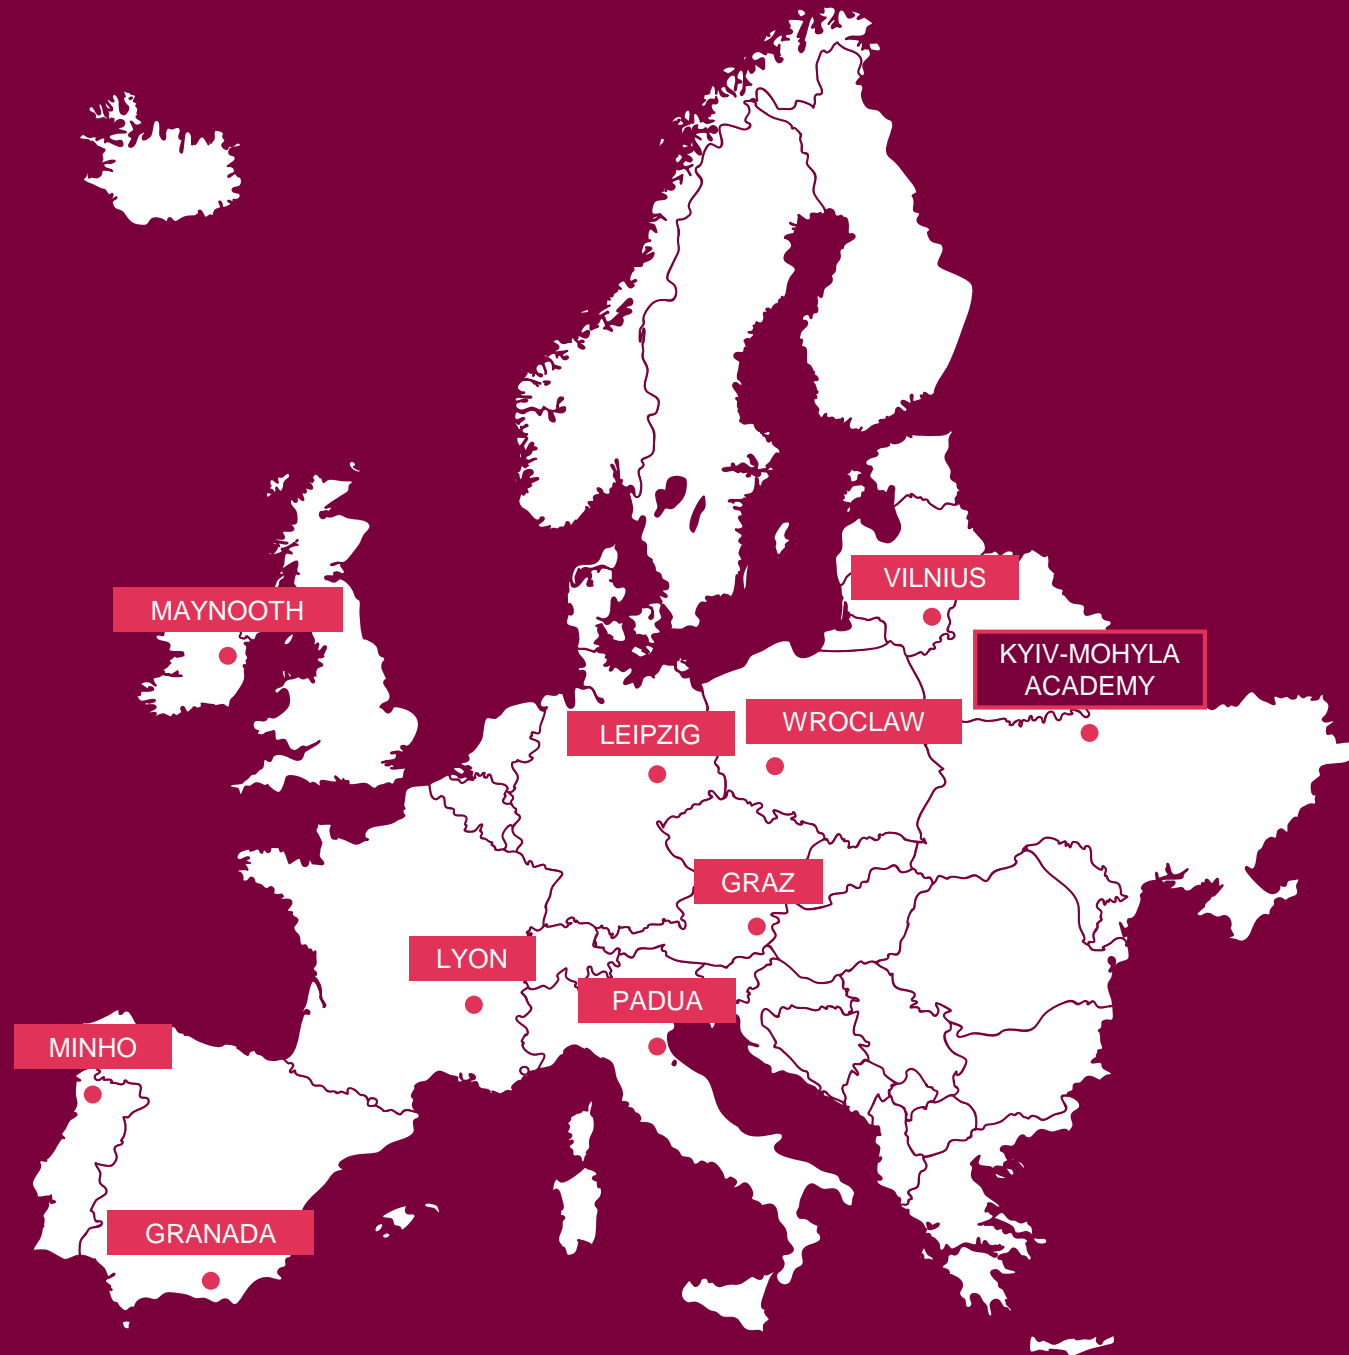 VILNIUS
MAYNOOTH
KYIV-MOHYLA
ACADEMY
LEIPZIG
WROCLAW
GRAZ
LYON
PADUA
MINHO
GRANADA